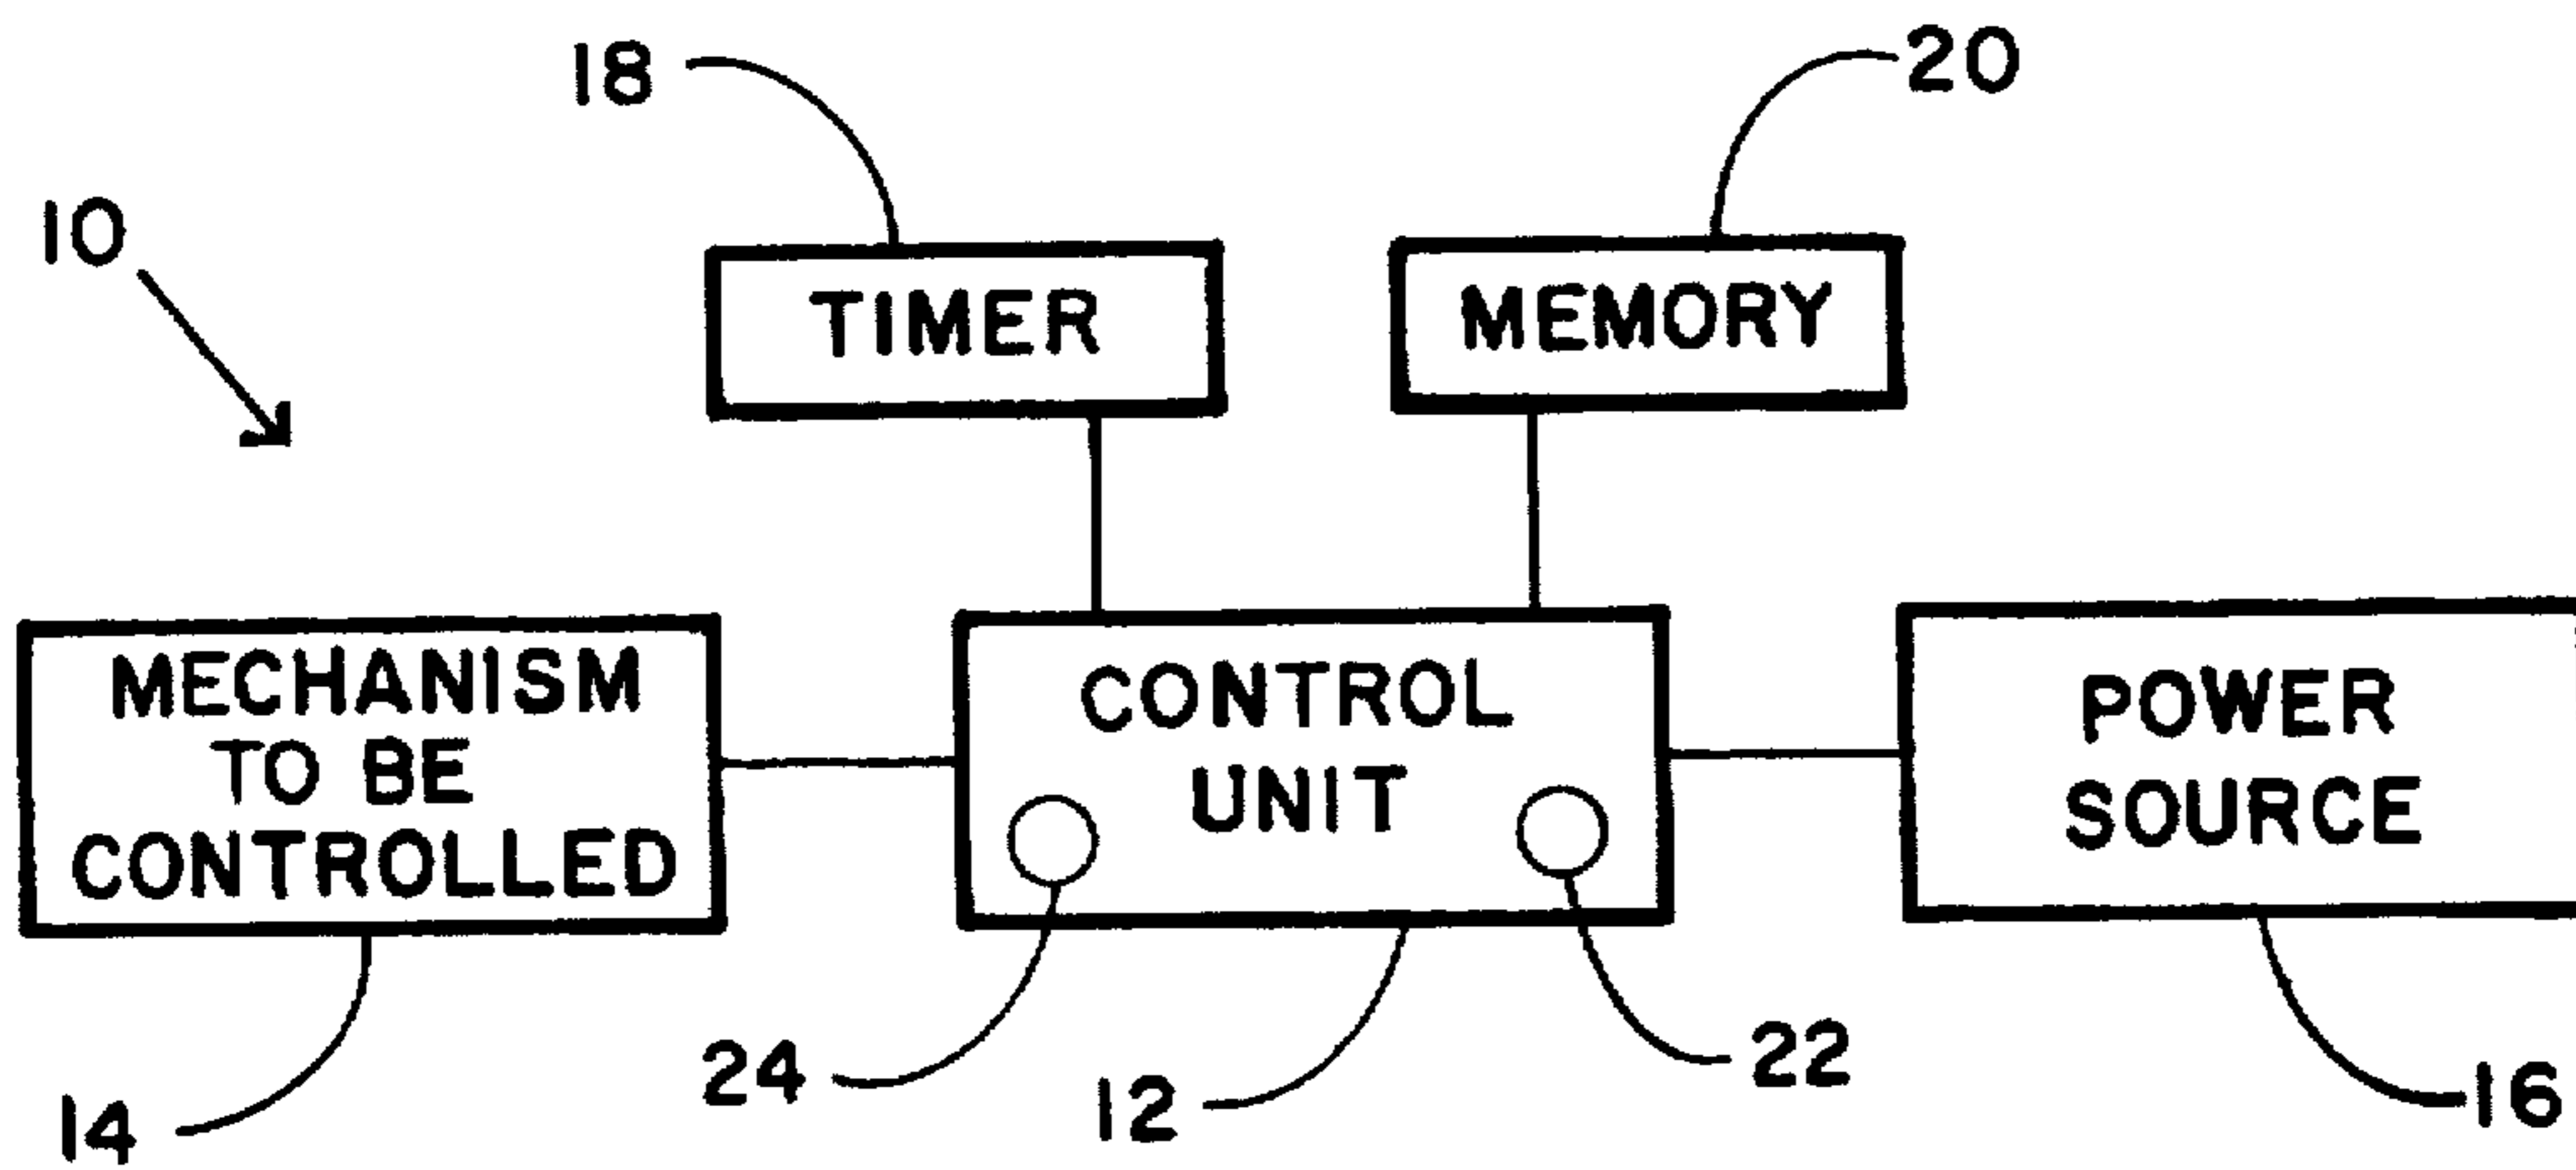 18
20
10
TIMER
MEMORY
MECHANISM
TO BE
CONTROLLED
CONTROL
UNIT
POWER
SOURCE
24
22
12
14
16